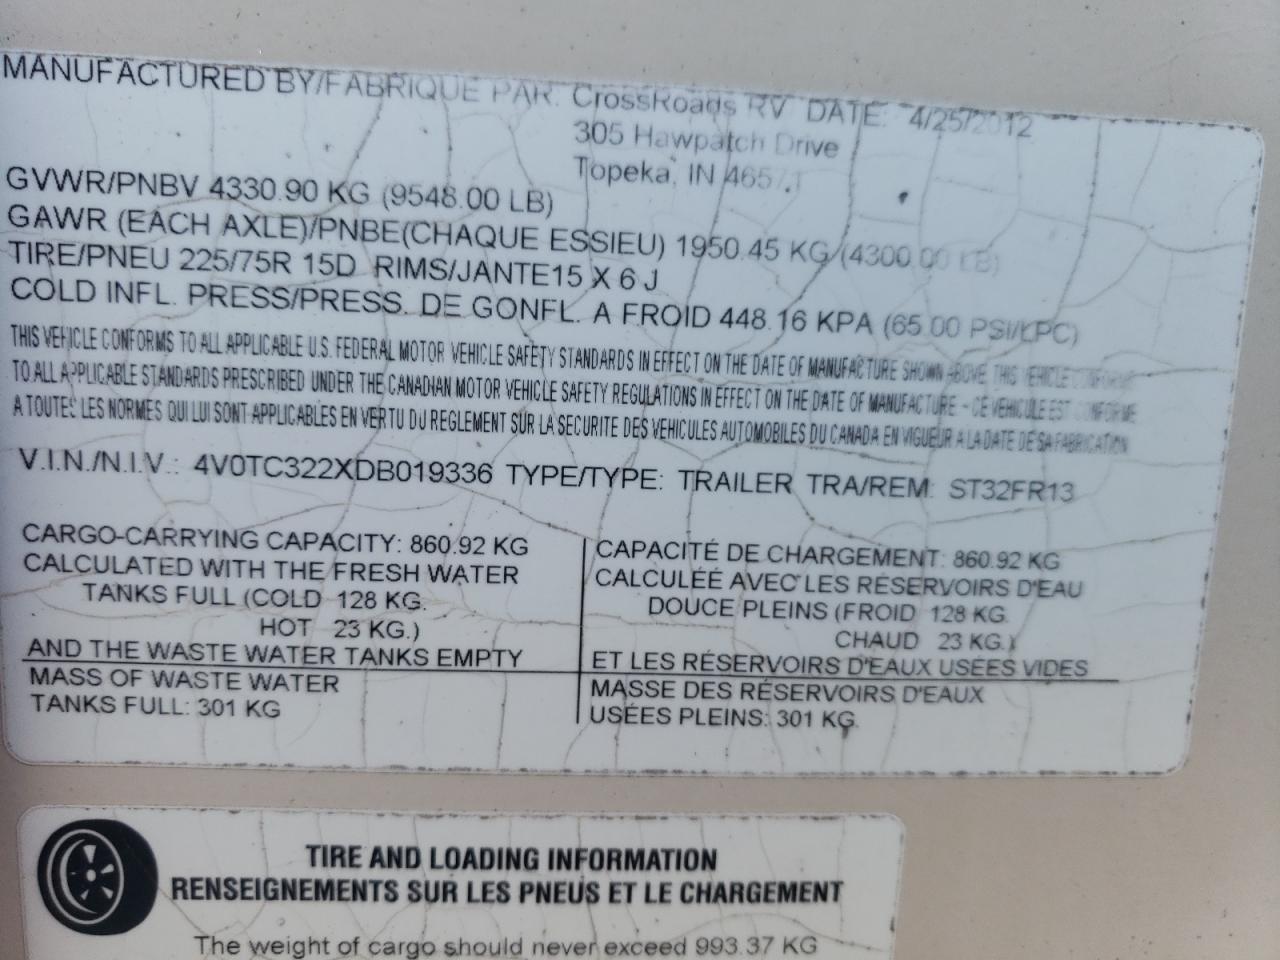 MANUFACTURED BY/FABRIQUE PAR: CrossRoads RV DATE: 4/25/2012
305 Hawpatch Drive
Topeka, IN 46571
GVWR/PNBV 4330.90 KG (9548.00 LB)
GAWR (EACH AXLE)/PNBE(CHAQUE ESSIEU) 1950.45 KG (4300.00 LB)
TIRE/PNEU 225/75R 15D RIMS/JANTE15 X 6 J
COLD INFL. PRESS/PRESS. DE GONFL. A FROID 448.16 KPA (65.00 PSI/LPC)
THIS VEHICLE CONFORMS TO ALL APPLICABLE U.S. FEDERAL MOTOR VEHICLE SAFETY STANDARDS IN EFFECT ON THE DATE OF MANUFACTURE SHOWN ABOVE THIS VEHICLE CONFORMS
TO ALL APPLICABLE STANDARDS PRESCRIBED UNDER THE CANADIAN MOTOR VEHICLE SAFETY REGULATIONS IN EFFECT ON THE DATE OF MANUFACTURE - CE VEHICULE EST CONFORME
A TOUTES LES NORMES QUI LUI SONT APPLICABLES EN VERTU DU REGLEMENT SUR LA SECURITE DES VEHICULES AUTOMOBILES DU CANADA EN VIGUEUR A LA DATE DE SA FABRICATION
V.I.N./N.I.V.: 4V0TC322XDB019336 TYPE/TYPE: TRAILER TRA/REM: ST32FR13
CARGO-CARRYING CAPACITY: 860.92 KG
CALCULATED WITH THE FRESH WATER
TANKS FULL (COLD 128 KG.
HOT 23 KG.)
AND THE WASTE WATER TANKS EMPTY
MASS OF WASTE WATER
TANKS FULL: 301 KG
CAPACITÉ DE CHARGEMENT: 860.92 KG
CALCULÉE AVEC LES RÉSERVOIRS D'EAU
DOUCE PLEINS (FROID 128 KG.
CHAUD 23 KG.)
ET LES RÉSERVOIRS D'EAUX USÉES VIDES
MASSE DES RÉSERVOIRS D'EAUX
USÉES PLEINS: 301 KG.
TIRE AND LOADING INFORMATION
RENSEIGNEMENTS SUR LES PNEUS ET LE CHARGEMENT
The weight of cargo should never exceed 993.37 KG